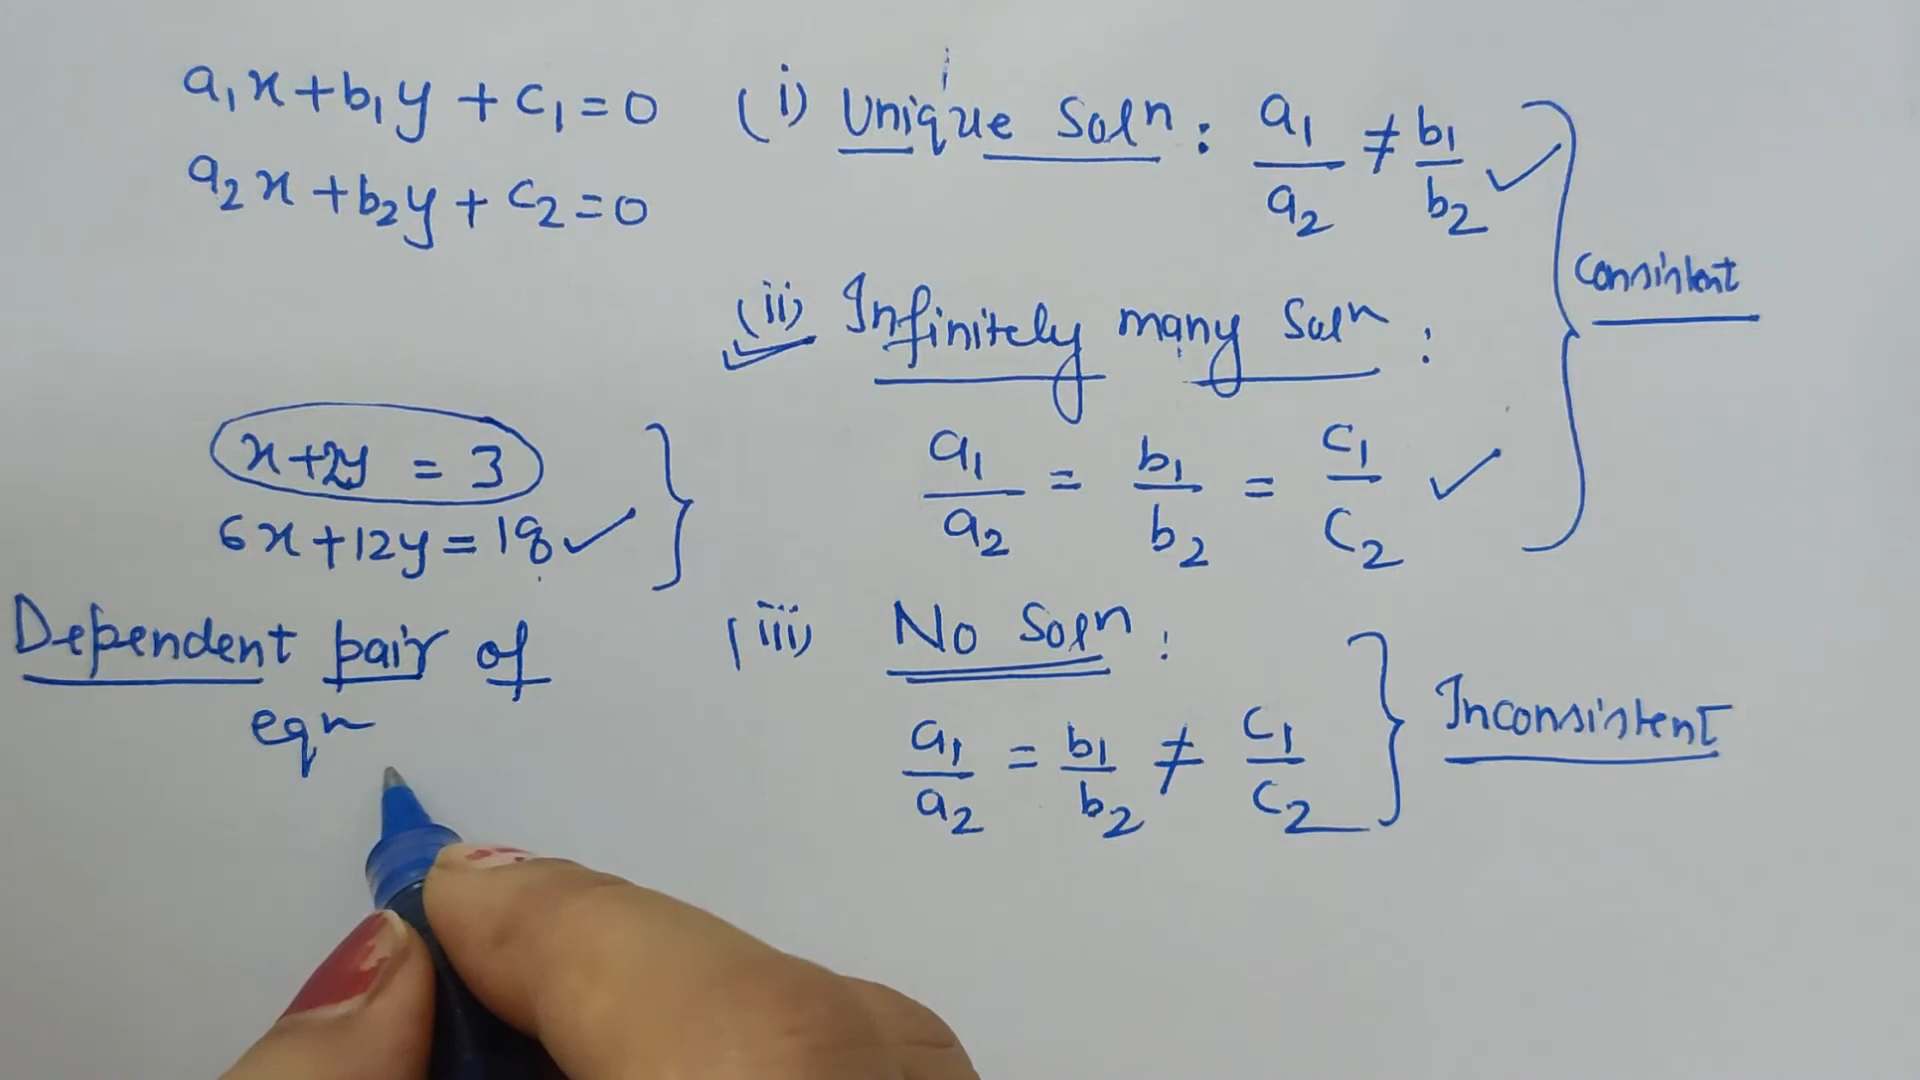 a₁x + b₁y + c₁ = 0
a₂x + b₂y + c₂ = 0
(i) Unique Soln : a₁/a₂ ≠ b₁/b₂ ✓
(ii) Infinitely many Soln :
a₁/a₂ = b₁/b₂ = c₁/c₂ ✓
Consistent
x + 2y = 3
6x + 12y = 18 ✓
Dependent pair of
eqn
(iii) No Soln :
a₁/a₂ = b₁/b₂ ≠ c₁/c₂
Inconsistent